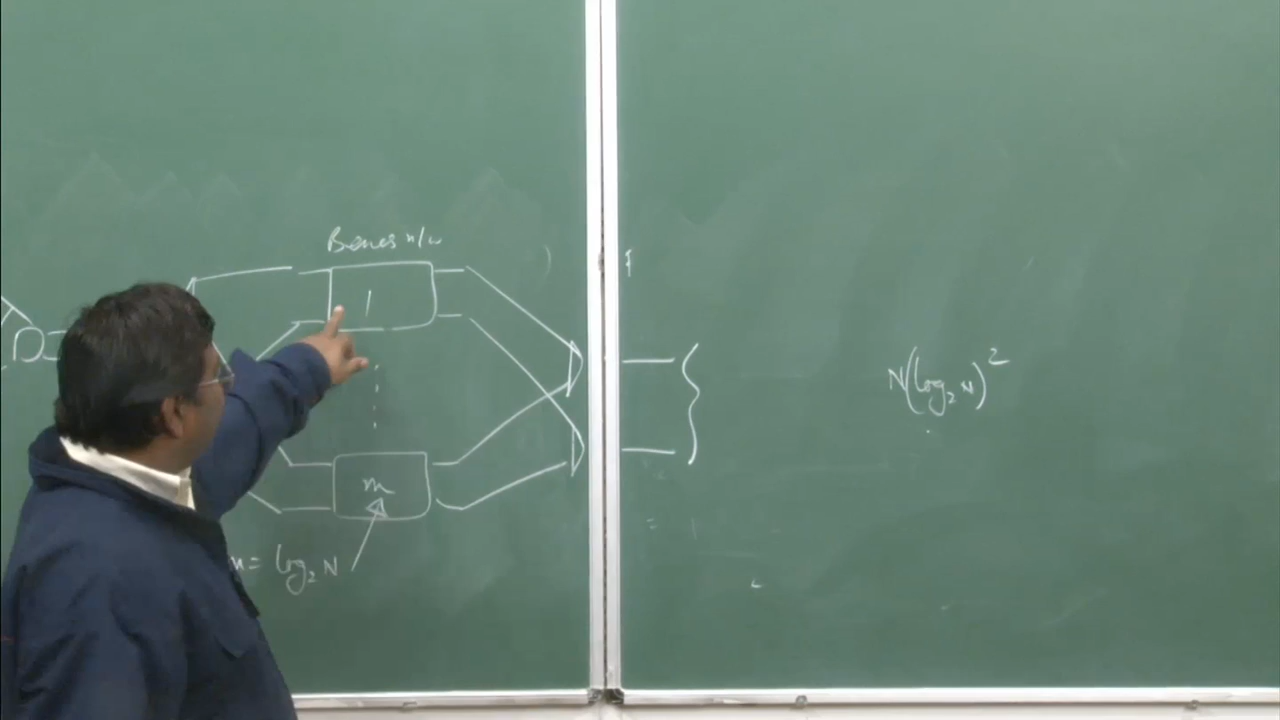 Benes n/w
D
1
m
m = log₂ N
N(log₂ N)²